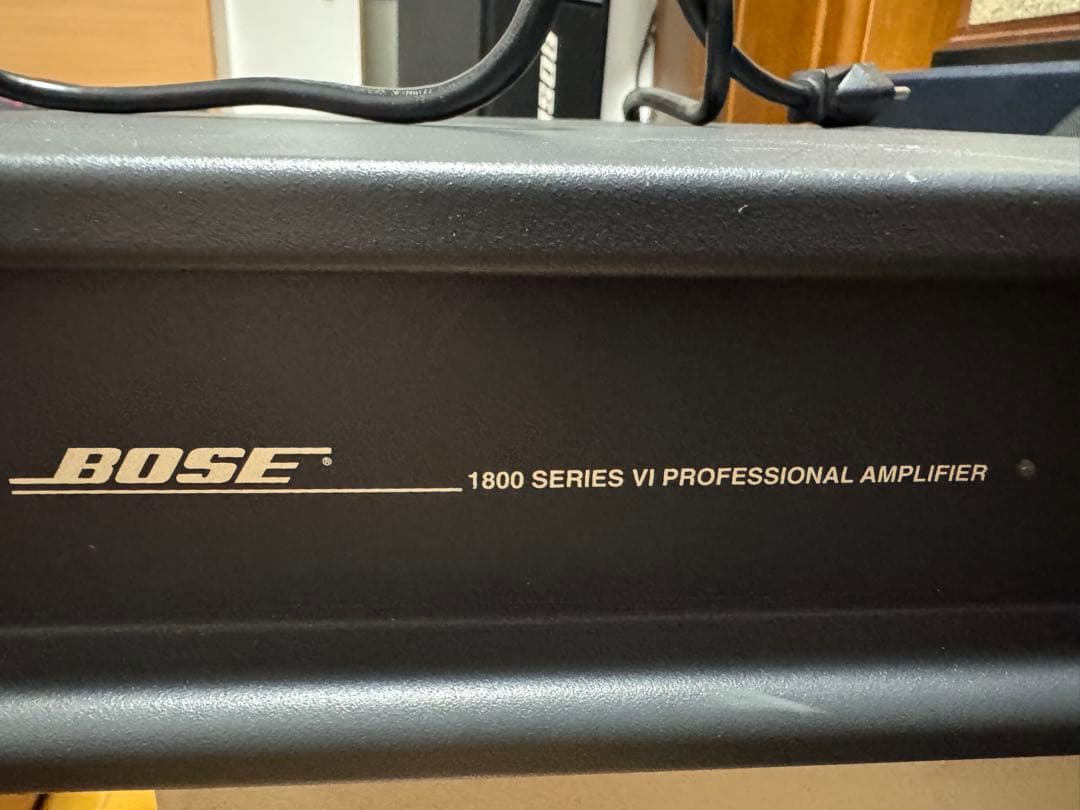 BOSE®
1800 SERIES VI PROFESSIONAL AMPLIFIER